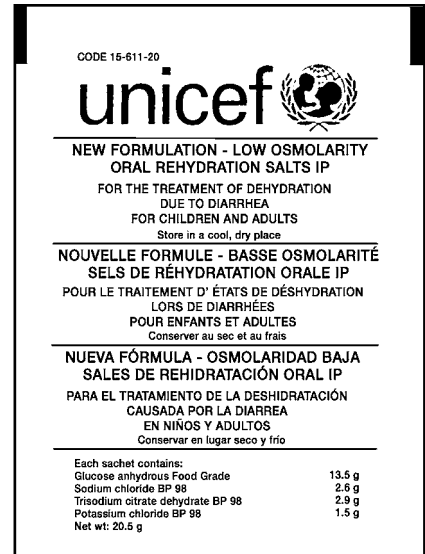 CODE 15-611-20
unicef
NEW FORMULATION - LOW OSMOLARITY
ORAL REHYDRATION SALTS IP
FOR THE TREATMENT OF DEHYDRATION
DUE TO DIARRHEA
FOR CHILDREN AND ADULTS
Store in a cool, dry place
NOUVELLE FORMULE - BASSE OSMOLARITÉ
SELS DE RÉHYDRATATION ORALE IP
POUR LE TRAITEMENT D' ÉTATS DE DÉSHYDRATION
LORS DE DIARRHÉES
POUR ENFANTS ET ADULTES
Conserver au sec et au frais
NUEVA FÓRMULA - OSMOLARIDAD BAJA
SALES DE REHIDRATACIÓN ORAL IP
PARA EL TRATAMIENTO DE LA DESHIDRATACIÓN
CAUSADA POR LA DIARREA
EN NIÑOS Y ADULTOS
Conservar en lugar seco y frío
Each sachet contains:
Glucose anhydrous Food Grade 13.5 g
Sodium chloride BP 98 2.6 g
Trisodium citrate dehydrate BP 98 2.9 g
Potassium chloride BP 98 1.5 g
Net wt: 20.5 g